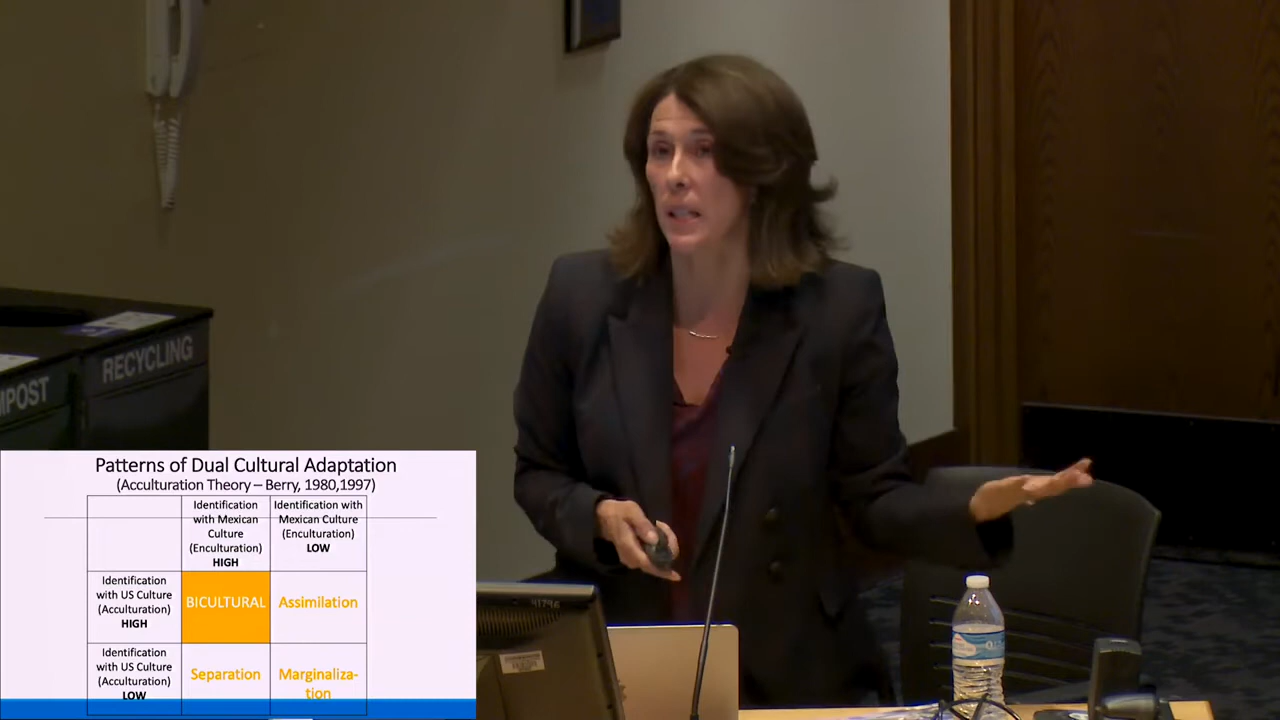 RECYCLING
MPOST
Patterns of Dual Cultural Adaptation
(Acculturation Theory – Berry, 1980,1997)
Identification
with Mexican
Culture
(Enculturation)
HIGH
Identification with
Mexican Culture
(Enculturation)
LOW
Identification
with US Culture
(Acculturation)
HIGH
BICULTURAL
Assimilation
Identification
with US Culture
(Acculturation)
LOW
Separation
Marginaliza-
tion